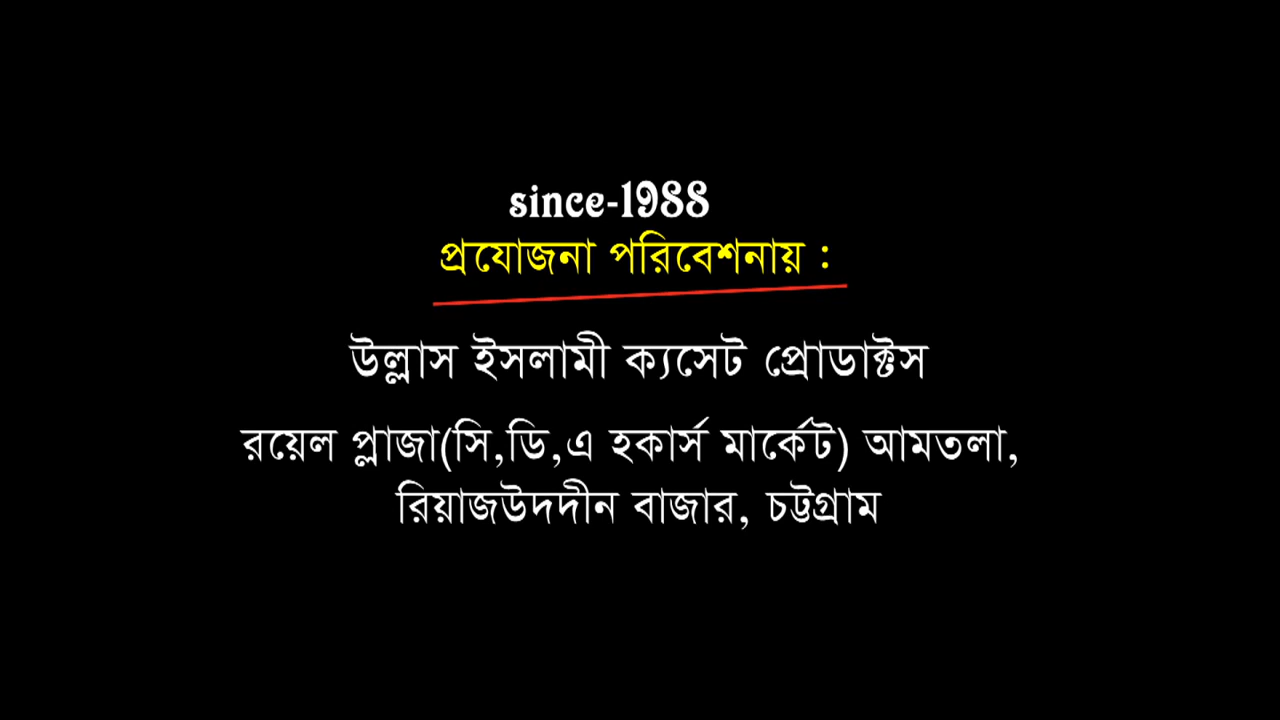 since-1988
প্রযোজনা পরিবেশনায় :
উল্লাস ইসলামী ক্যসেট প্রোডাক্টস
রয়েল প্লাজা(সি,ডি,এ হকার্স মার্কেট) আমতলা,
রিয়াজউদদীন বাজার, চট্টগ্রাম